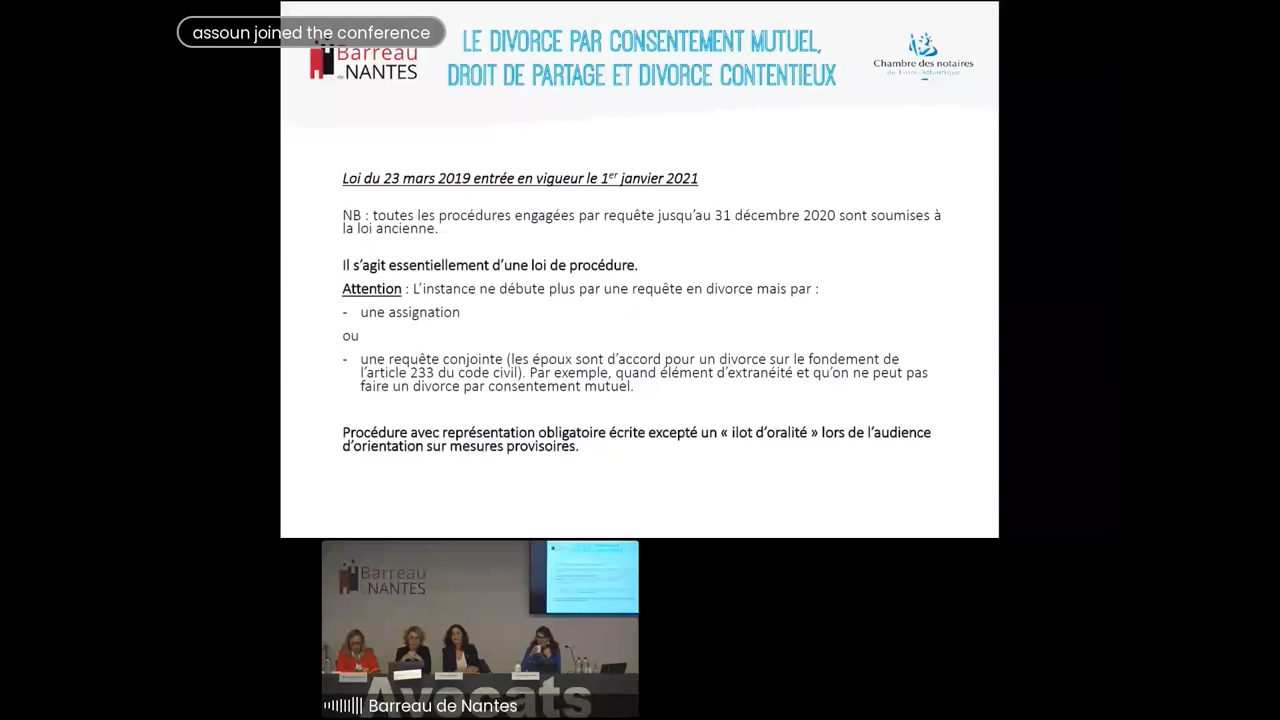 assoun joined the conference
Barreau
de NANTES
LE DIVORCE PAR CONSENTEMENT MUTUEL,
DROIT DE PARTAGE ET DIVORCE CONTENTIEUX
Chambre des notaires
de Loire-Atlantique
Loi du 23 mars 2019 entrée en vigueur le 1er janvier 2021
NB : toutes les procédures engagées par requête jusqu’au 31 décembre 2020 sont soumises à
la loi ancienne.
Il s’agit essentiellement d’une loi de procédure.
Attention : L’instance ne débute plus par une requête en divorce mais par :
- une assignation
ou
- une requête conjointe (les époux sont d’accord pour un divorce sur le fondement de
l’article 233 du code civil). Par exemple, quand élément d’extranéité et qu’on ne peut pas
faire un divorce par consentement mutuel.
Procédure avec représentation obligatoire écrite excepté un « ilot d’oralité » lors de l’audience
d’orientation sur mesures provisoires.
Barreau
de NANTES
Avocats
Barreau de Nantes